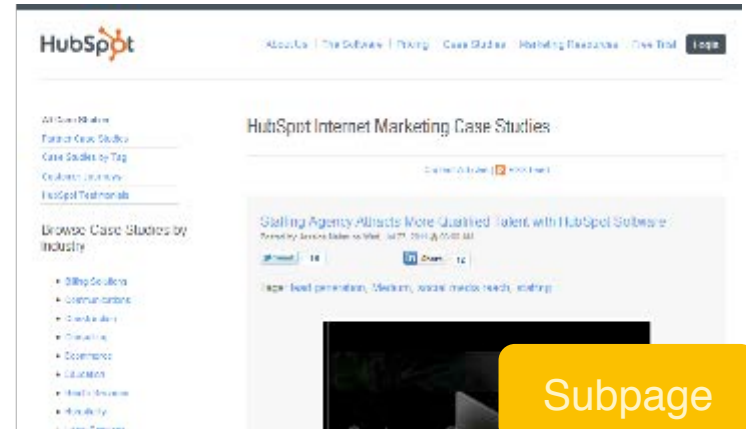 HubSpot
About Us | The Software | Pricing Case Studies Marketing Resources Free Trial Login
All Case Studies
Partner Case Studies
Case Studies by Tag
Customer Journeys
HubSpot Testimonials
HubSpot Internet Marketing Case Studies
Browse Case Studies by
Industry
Staffing Agency Attracts More Qualified Talent with HubSpot Software
Share 12
Tags: lead generation, Medium, social media reach, staffing
Billing Solutions
Communications
Construction
Consulting
Ecommerce
Education
Subpage